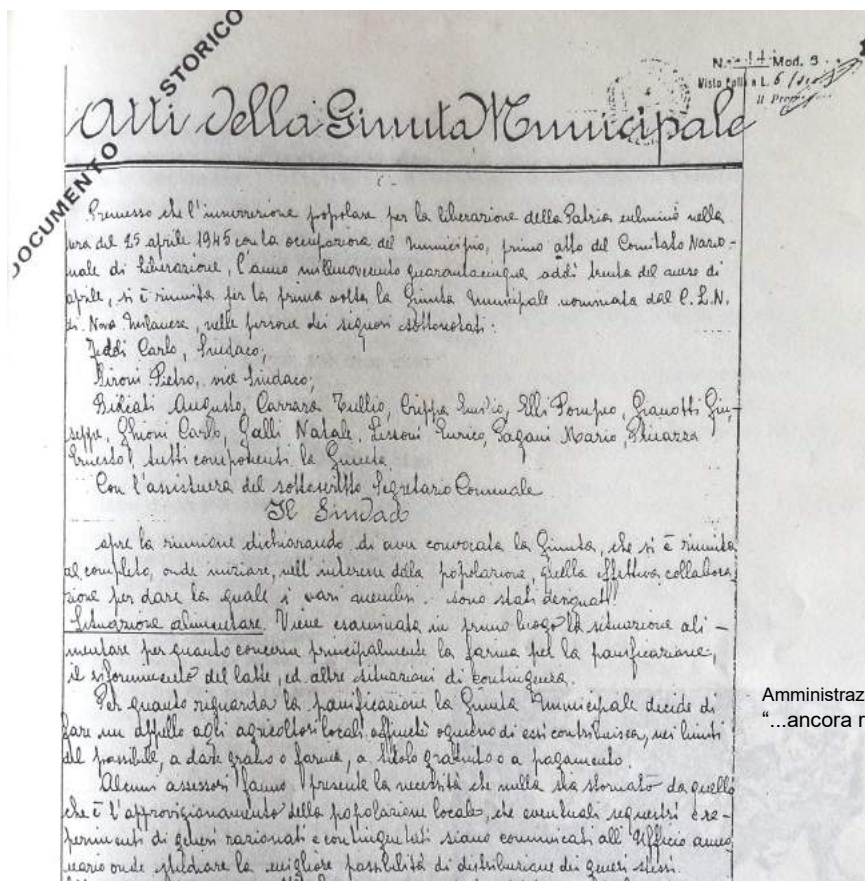 DOCUMENTO STORICO
N. 14 Mod. 5
Visto
Il
Atti della Giunta Municipale
Premesso che l'insurrezione popolare per la liberazione della Patria culminò nella
sera del 25 aprile 1945 con la occupazione del Municipio, primo atto del Comitato Nazio-
nale di Liberazione, l'anno millenovecento quarantacinque addì trenta del mese di
aprile, si è riunita per la prima volta la Giunta Municipale nominata dal C.L.N.
di Nova Milanese, nelle persone dei signori sottonotati:
Carlo, Sindaco;
Pietro, vice Sindaco;
Augusto, Carrara Tullio, Crippa Emilio, Elli Pompeo, Gianotti Giu-
seppe, Ghioni Carlo, Galli Natale, Lissoni Enrico, Pagani Mario,
Ernesto, tutti componenti la Giunta.
Con l'assistenza del sottoscritto Segretario Comunale
Il Sindaco
apre la riunione dichiarando di aver convocata la Giunta, che si è riunita
al completo, onde iniziare, nell'interesse della popolazione, quella effettiva collabora
zione per dare la quale i vari membri sono stati designati.
Situazione alimentare. Viene esaminata in primo luogo la situazione ali-
mentare per quanto concerne principalmente la farina per la panificazione,
il rifornimento del latte, ed altre situazioni di contingenza.
Per quanto riguarda la panificazione la Giunta Municipale decide di
fare un appello agli agricoltori locali affinchè ognuno di essi contribuisca, nei limiti
del possibile, a dare grano o farina, a titolo gratuito o a pagamento.
Alcuni assessori fanno presente la necessità che nulla sia stornato da quello
che è l'approvigionamento della popolazione locale, che eventuali sequestri e re-
perimenti di generi razionati e contingentati siano comunicati all'Ufficio anno
nario onde studiare la migliore possibilità di distribuzione dei generi stessi.
Amministraz
“...ancora r